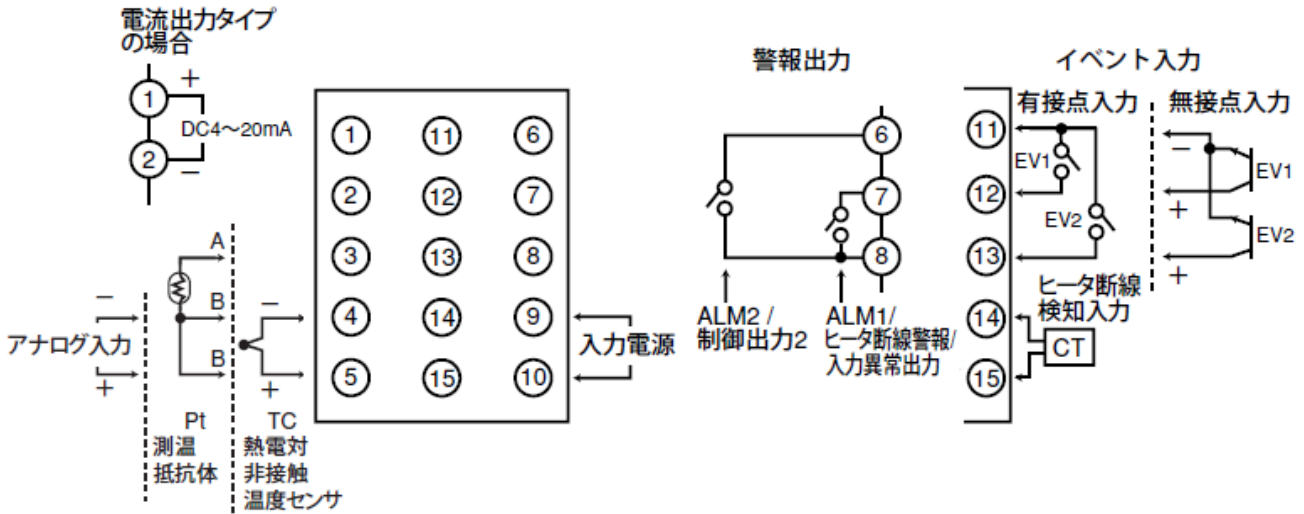 電流出力タイプ
の場合
1
+
DC4～20mA
2
−
A
−
B
−
アナログ入力
B
+
+
Pt
測温
抵抗体
TC
熱電対
非接触
温度センサ
1 11 6
2 12 7
3 13 8
4 14 9
5 15 10
入力電源
警報出力
6
7
8
ALM2 /
制御出力2
ALM1/
ヒータ断線警報/
入力異常出力
イベント入力
有接点入力
無接点入力
11
EV1
12
EV2
13
−
EV1
+
EV2
+
ヒータ断線
検知入力
14
CT
15